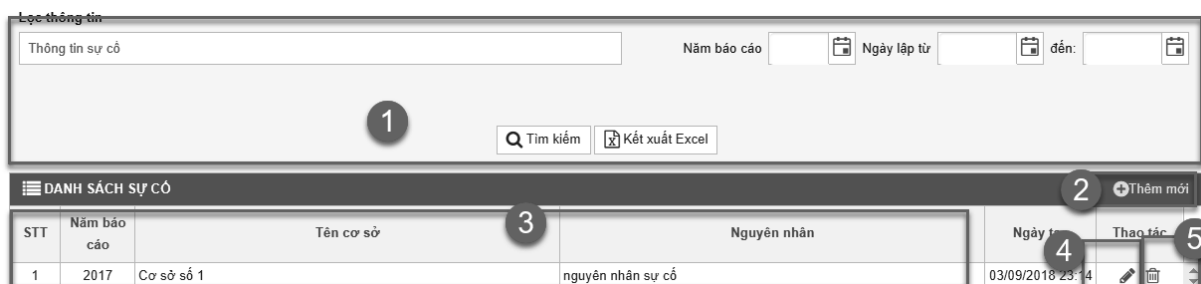 Lọc thông tin
Thông tin sự cố
Năm báo cáo
Ngày lập từ
đến:
1
Tìm kiếm
Kết xuất Excel
DANH SÁCH SỰ CỐ
2
Thêm mới
STT
Năm báo
cáo
Tên cơ sở
3
Nguyên nhân
Ngày
4
Thao tác
5
1
2017
Cơ sở số 1
nguyên nhân sự cố
03/09/2018 23:14